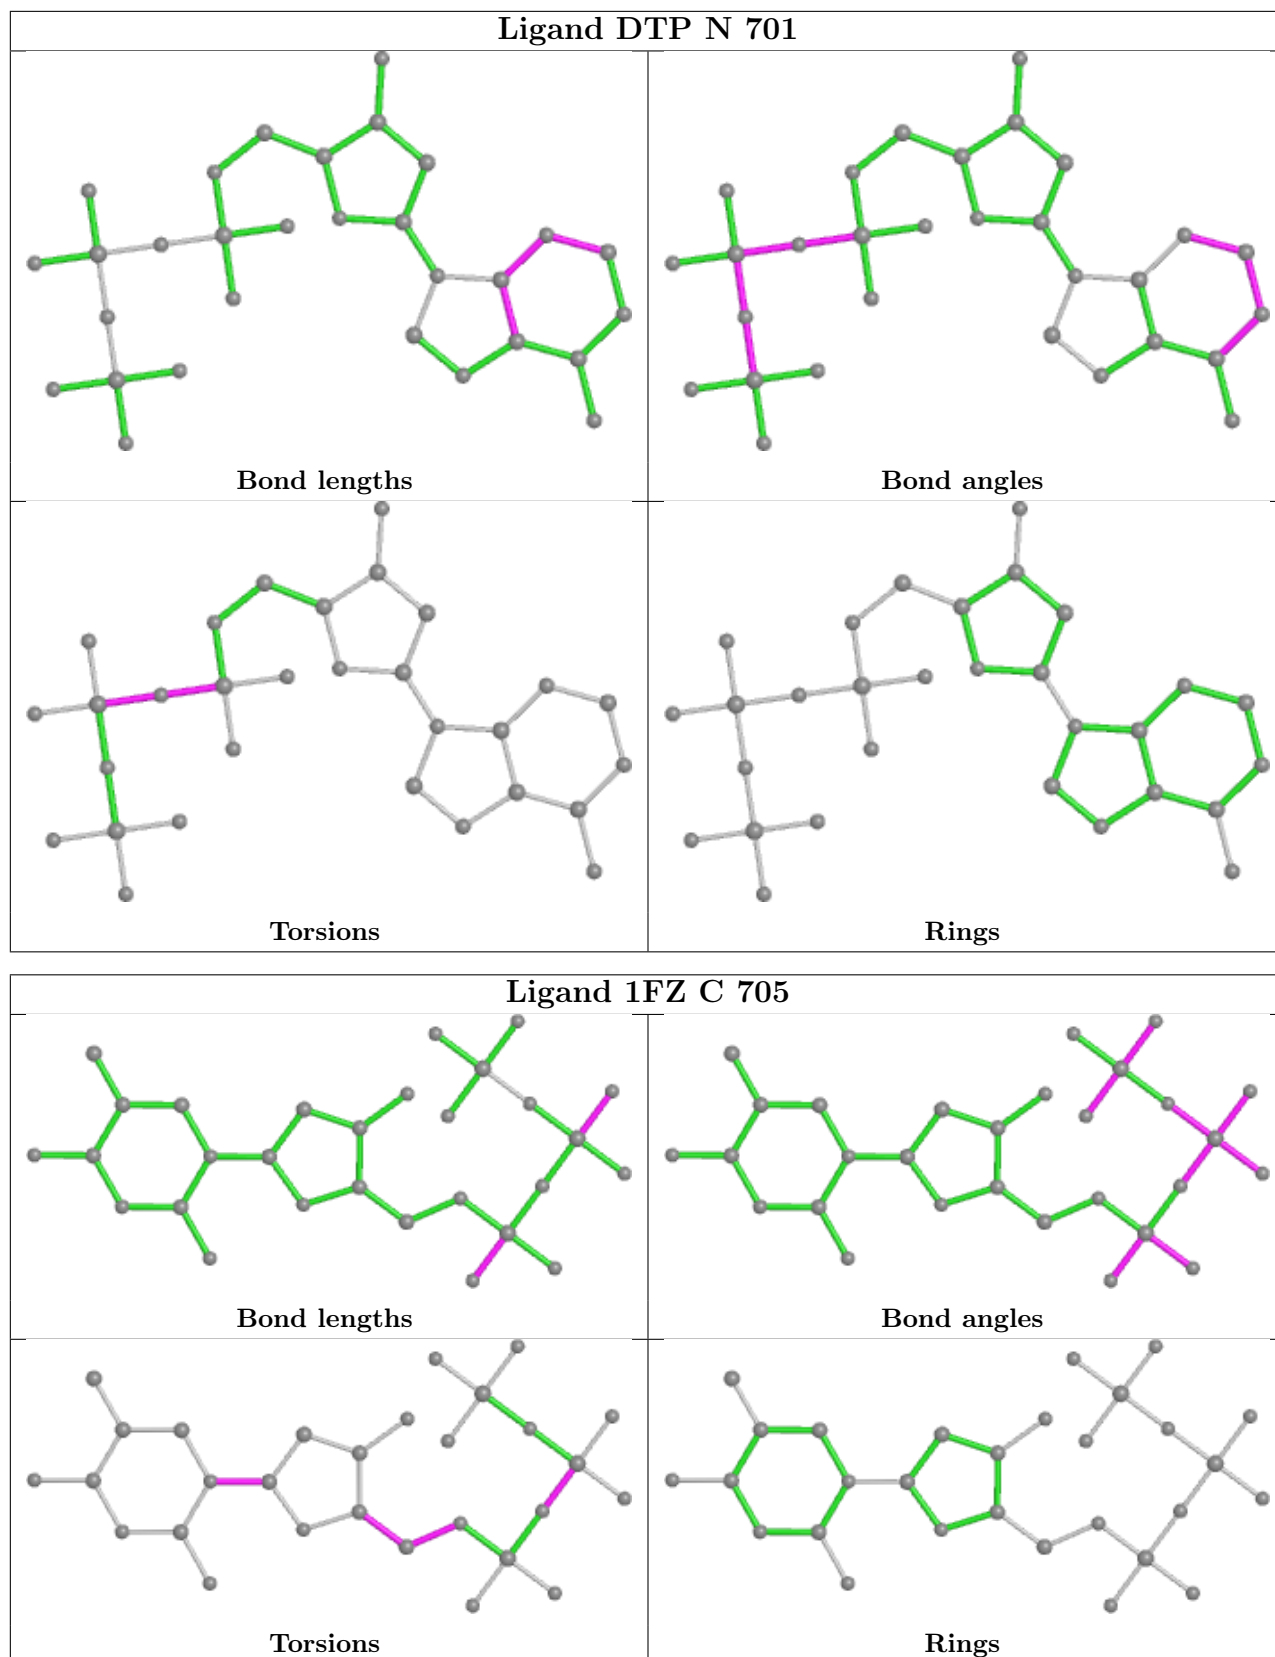 Ligand DTP N 701
Bond lengths
Bond angles
Torsions
Rings
Ligand 1FZ C 705
Bond lengths
Bond angles
Torsions
Rings